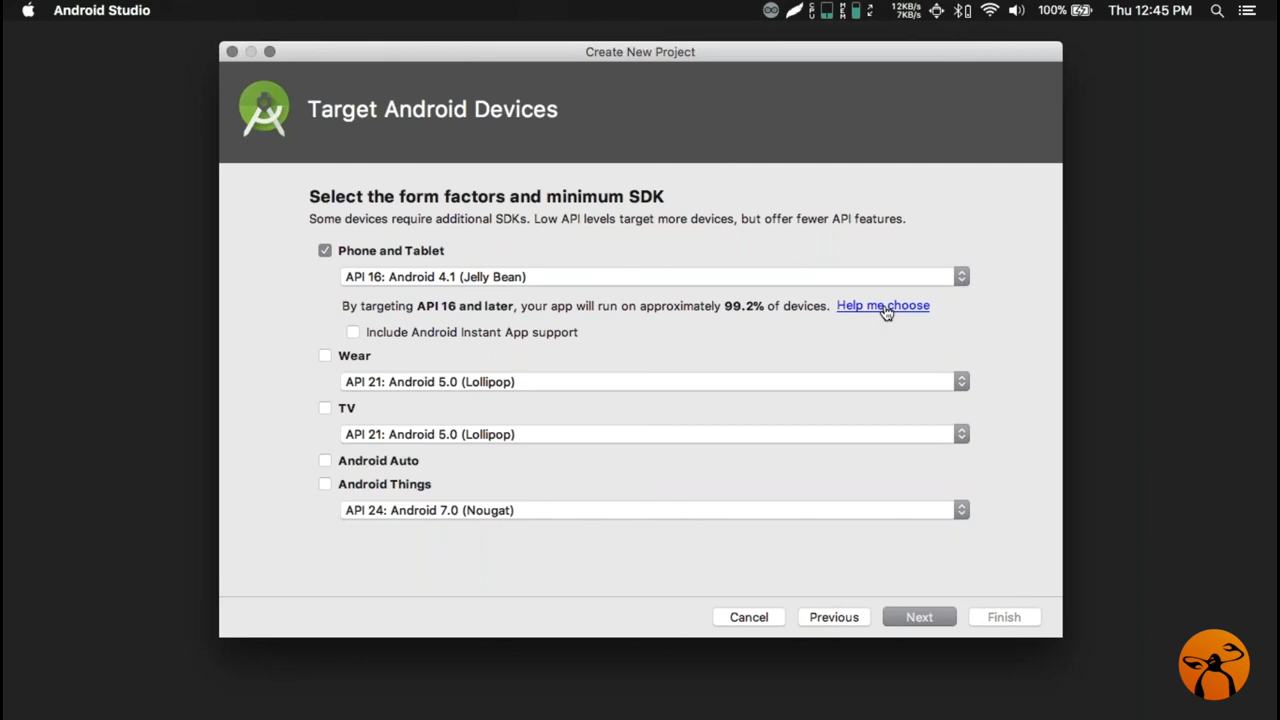 Android Studio
12KB/s
7KB/s
100%
Thu 12:45 PM
Create New Project
Target Android Devices
Select the form factors and minimum SDK
Some devices require additional SDKs. Low API levels target more devices, but offer fewer API features.
Phone and Tablet
API 16: Android 4.1 (Jelly Bean)
By targeting API 16 and later, your app will run on approximately 99.2% of devices. Help me choose
Include Android Instant App support
Wear
API 21: Android 5.0 (Lollipop)
TV
API 21: Android 5.0 (Lollipop)
Android Auto
Android Things
API 24: Android 7.0 (Nougat)
Cancel
Previous
Next
Finish